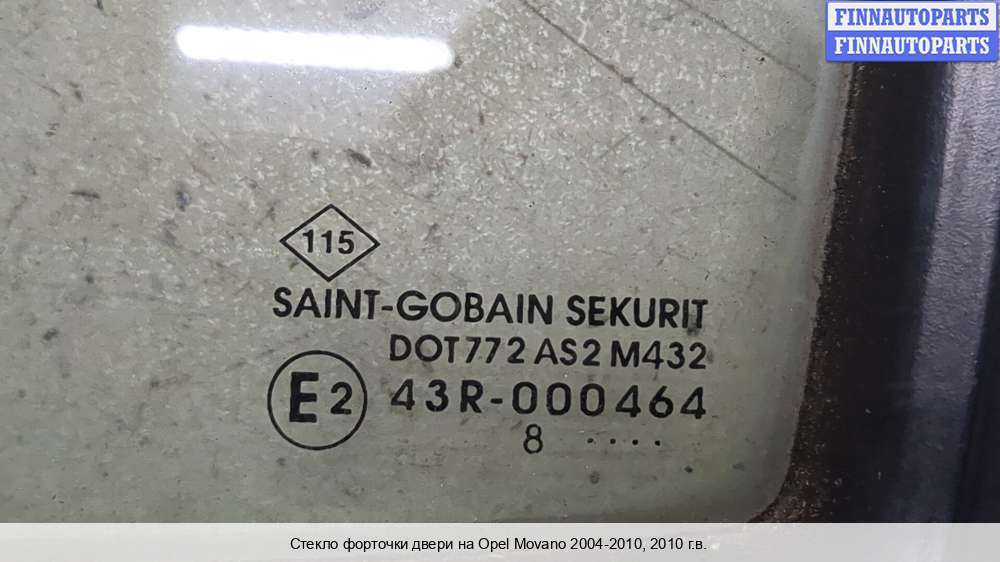 FINNAUTOPARTS
FINNAUTOPARTS
115
SAINT-GOBAIN SEKURIT
DOT772 AS2 M432
E2 43R-000464
8 ····
Стекло форточки двери на Opel Movano 2004-2010, 2010 г.в.